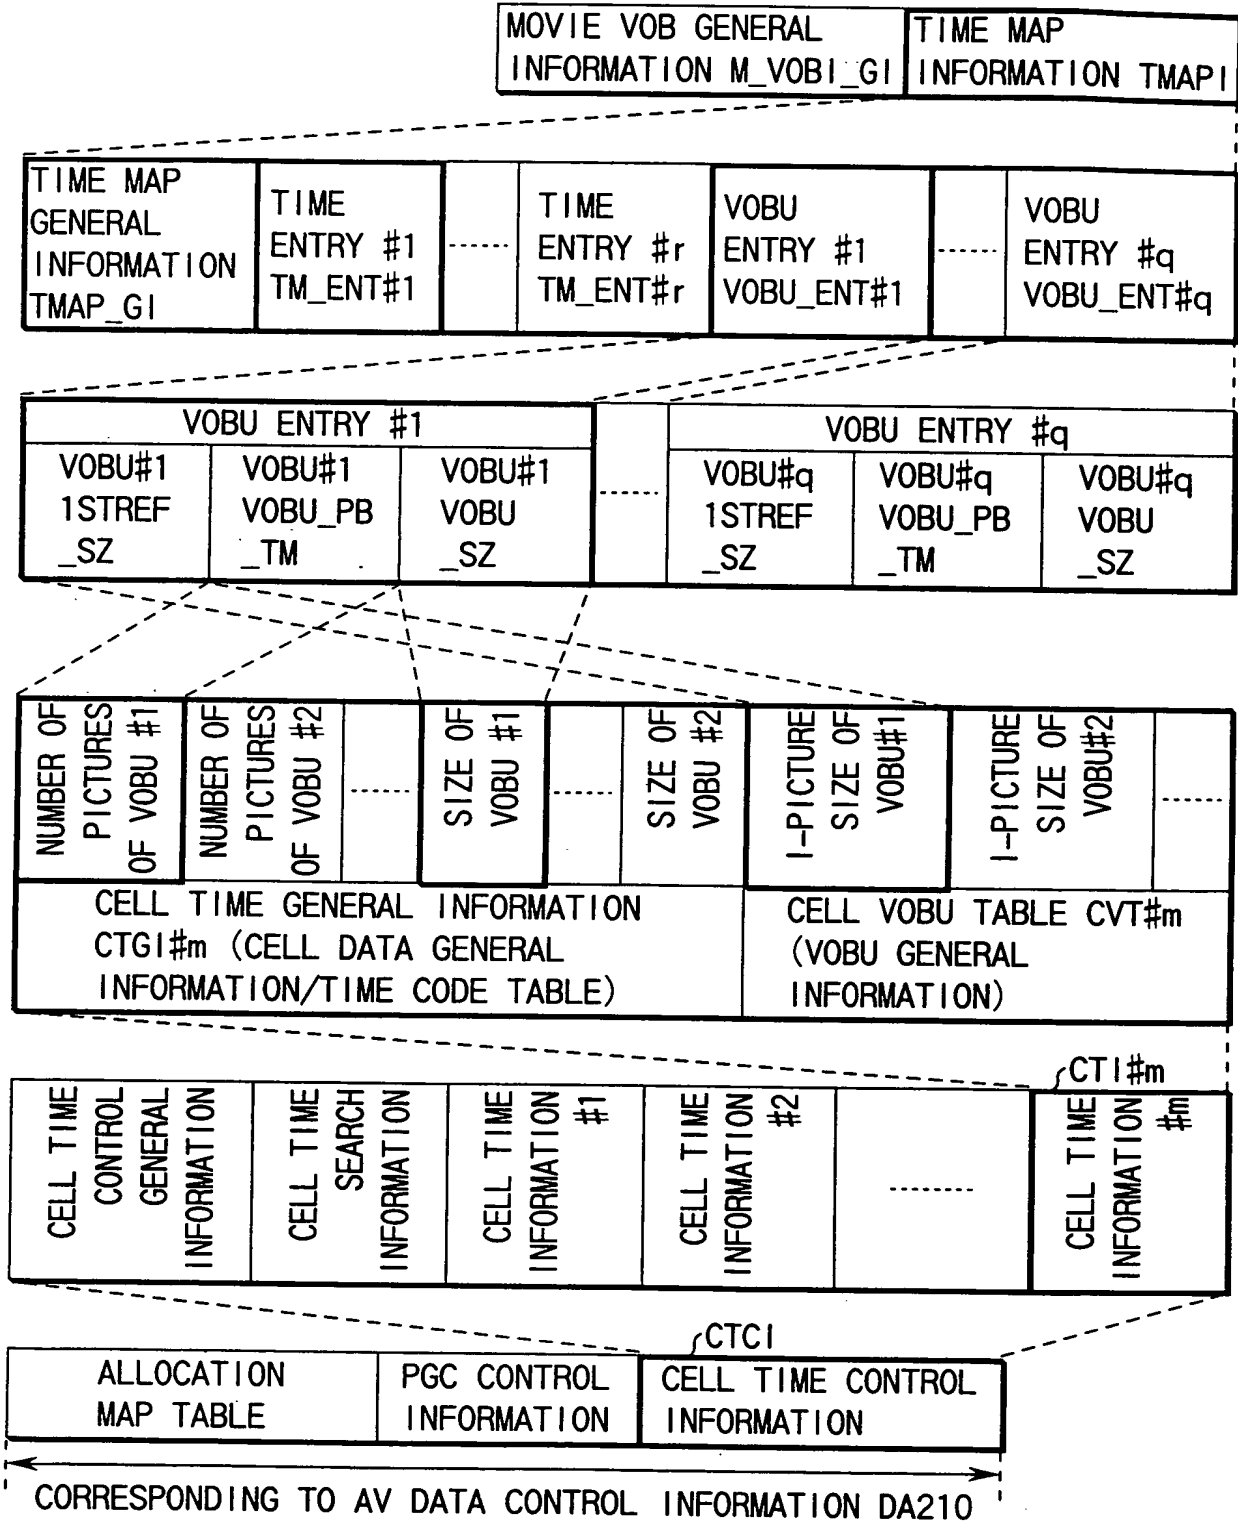 MOVIE VOB GENERAL
INFORMATION M_VOBI_GI
TIME MAP
INFORMATION TMAPI
TIME MAP
GENERAL
INFORMATION
TMAP_GI
TIME
ENTRY #1
TM_ENT#1
TIME
ENTRY #r
TM_ENT#r
VOBU
ENTRY #1
VOBU_ENT#1
VOBU
ENTRY #q
VOBU_ENT#q
VOBU ENTRY #1
VOBU#1
1STREF
_SZ
VOBU#1
VOBU_PB
_TM
VOBU#1
VOBU
_SZ
VOBU ENTRY #q
VOBU#q
1STREF
_SZ
VOBU#q
VOBU_PB
_TM
VOBU#q
VOBU
_SZ
NUMBER OF
PICTURES
OF VOBU #1
NUMBER OF
PICTURES
OF VOBU #2
SIZE OF
VOBU #1
SIZE OF
VOBU #2
I-PICTURE
SIZE OF
VOBU#1
I-PICTURE
SIZE OF
VOBU#2
CELL TIME GENERAL INFORMATION
CTGI#m (CELL DATA GENERAL
INFORMATION/TIME CODE TABLE)
CELL VOBU TABLE CVT#m
(VOBU GENERAL
INFORMATION)
CTI#m
CELL TIME
CONTROL
GENERAL
INFORMATION
CELL TIME
SEARCH
INFORMATION
CELL TIME
INFORMATION
#1
CELL TIME
INFORMATION
#2
CELL TIME
INFORMATION
#m
CTCI
ALLOCATION
MAP TABLE
PGC CONTROL
INFORMATION
CELL TIME CONTROL
INFORMATION
CORRESPONDING TO AV DATA CONTROL INFORMATION DA210